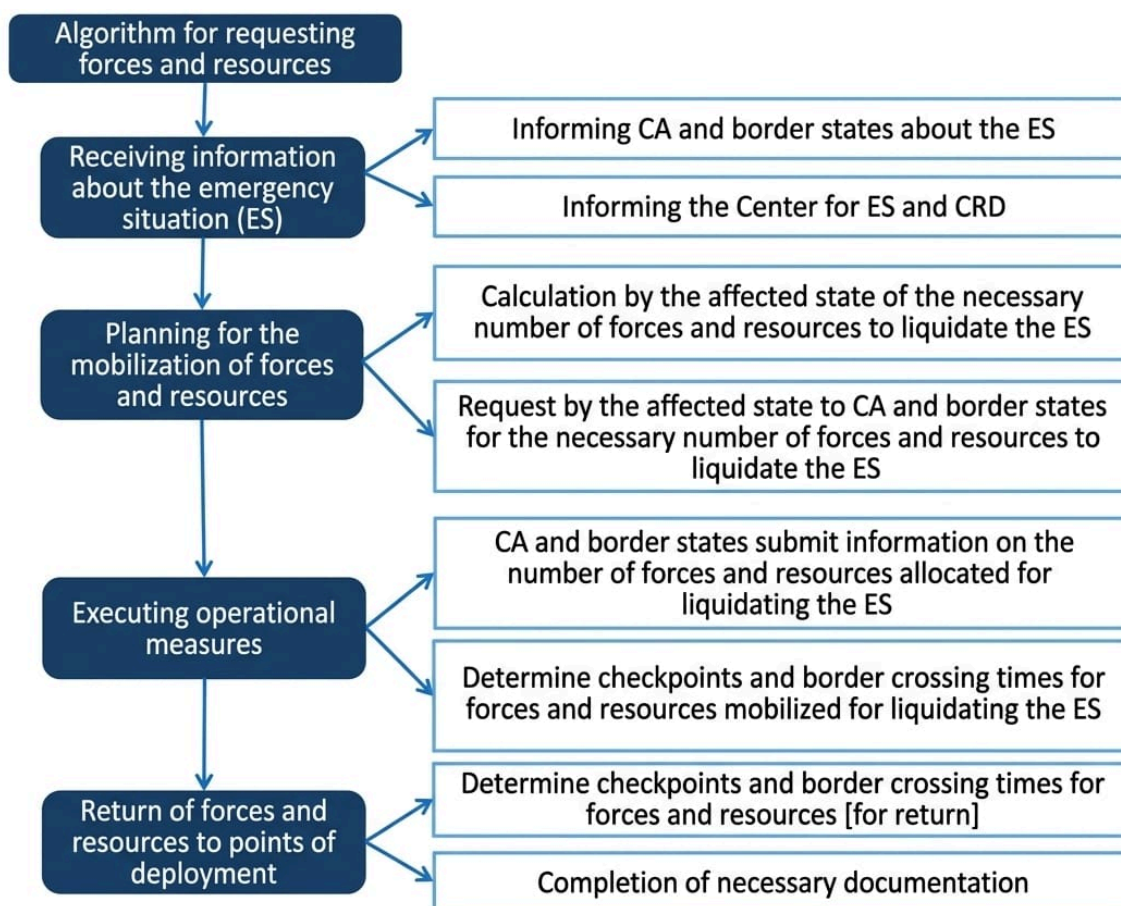 Algorithm for requesting
forces and resources
Receiving information
about the emergency
situation (ES)
Informing CA and border states about the ES
Informing the Center for ES and CRD
Planning for the
mobilization of forces
and resources
Calculation by the affected state of the necessary
number of forces and resources to liquidate the ES
Request by the affected state to CA and border states
for the necessary number of forces and resources to
liquidate the ES
Executing operational
measures
CA and border states submit information on the
number of forces and resources allocated for
liquidating the ES
Determine checkpoints and border crossing times for
forces and resources mobilized for liquidating the ES
Return of forces and
resources to points of
deployment
Determine checkpoints and border crossing times for
forces and resources [for return]
Completion of necessary documentation